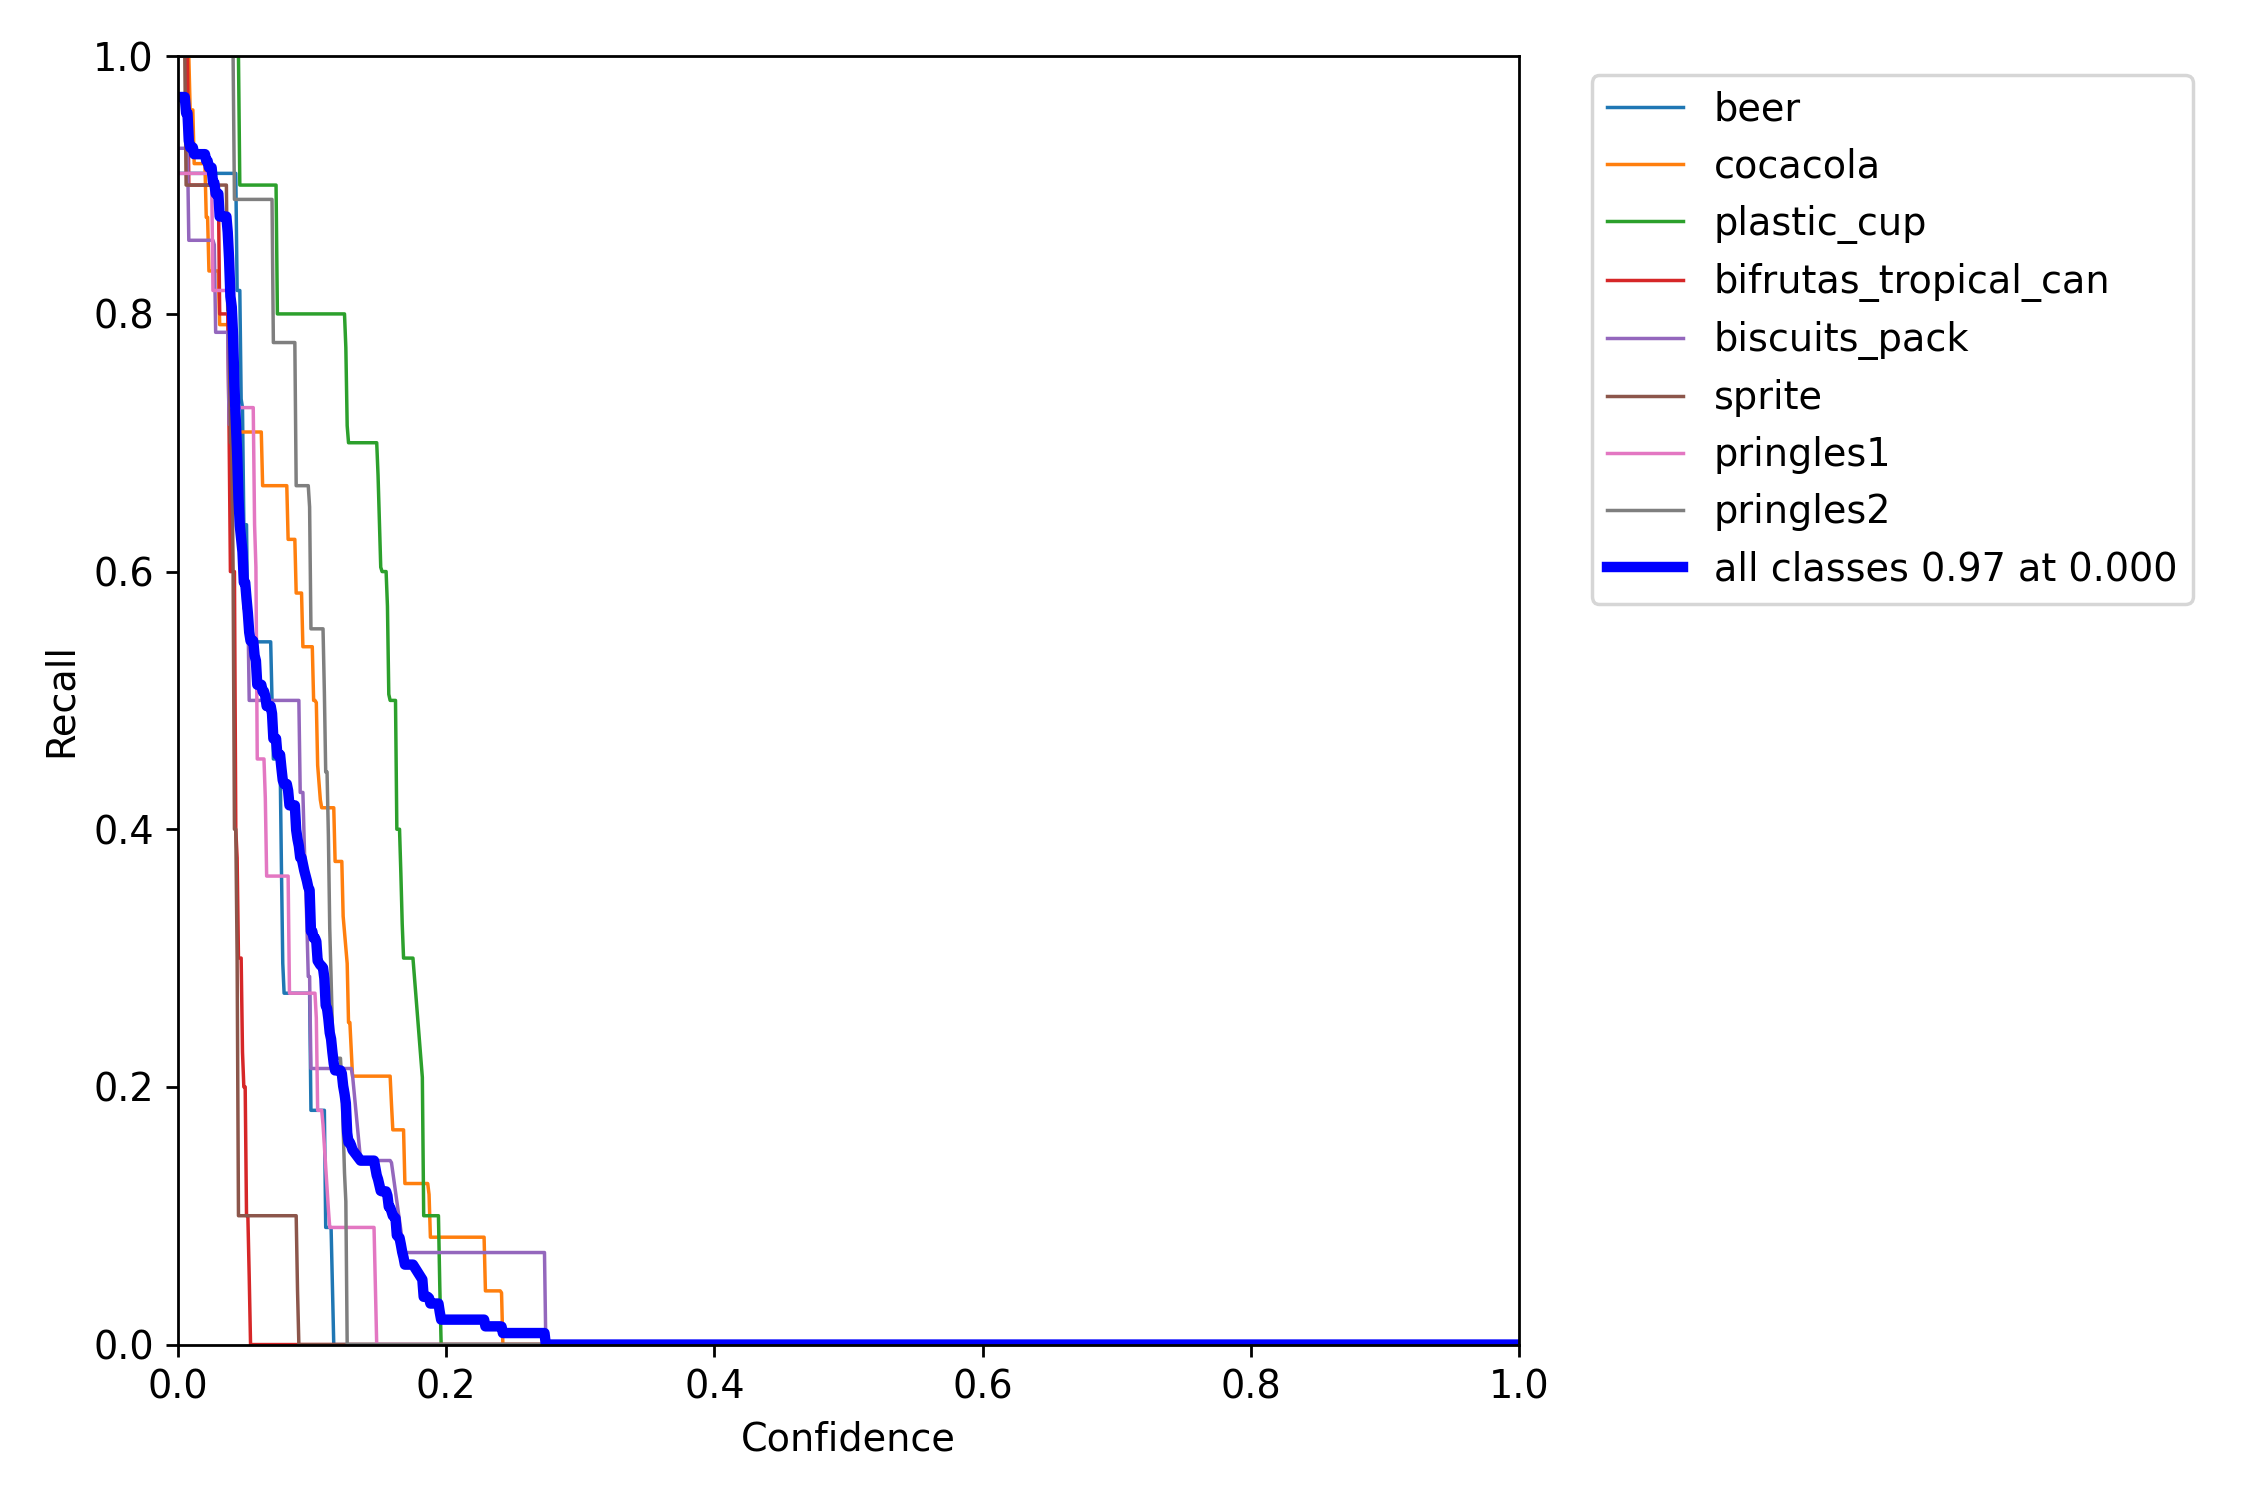 1.0
0.8
0.6
0.4
0.2
0.0
Recall
0.0 0.2 0.4 0.6 0.8 1.0
Confidence
beer
cocacola
plastic_cup
bifrutas_tropical_can
biscuits_pack
sprite
pringles1
pringles2
all classes 0.97 at 0.000